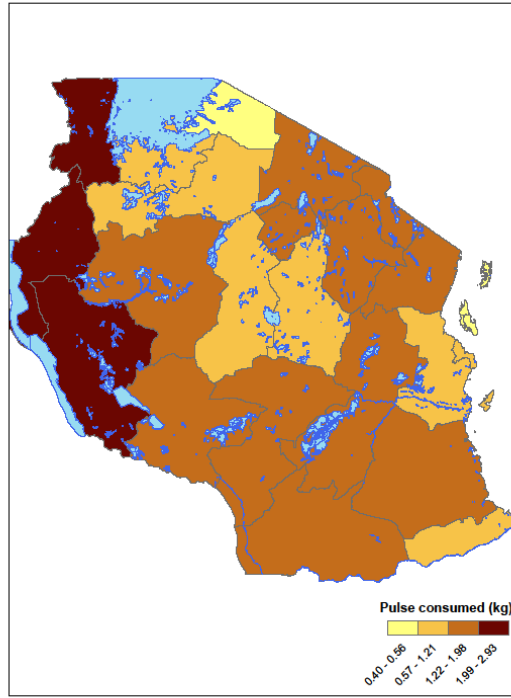 Pulse consumed (kg)
0.40 - 0.56
0.57 - 1.21
1.22 - 1.98
1.99 - 2.93